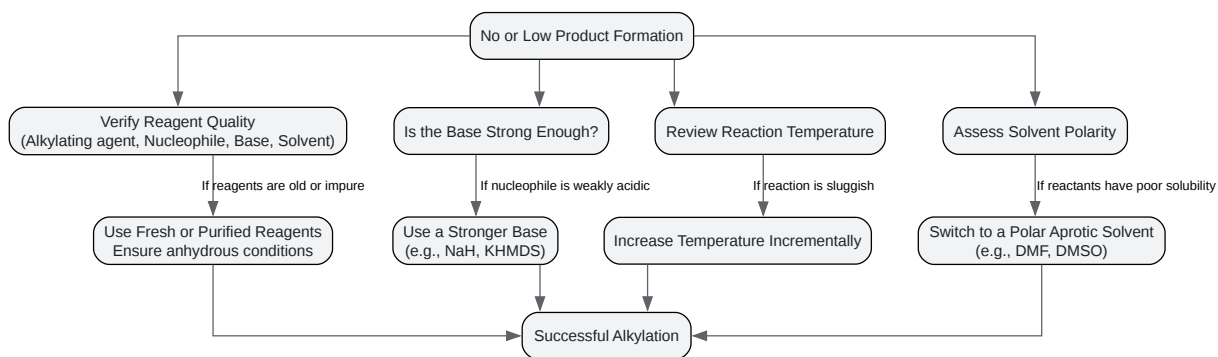 No or Low Product Formation
Verify Reagent Quality
(Alkylating agent, Nucleophile, Base, Solvent)
Is the Base Strong Enough?
Review Reaction Temperature
Assess Solvent Polarity
If reagents are old or impure
If nucleophile is weakly acidic
If reaction is sluggish
If reactants have poor solubility
Use Fresh or Purified Reagents
Ensure anhydrous conditions
Use a Stronger Base
(e.g., NaH, KHMDS)
Increase Temperature Incrementally
Switch to a Polar Aprotic Solvent
(e.g., DMF, DMSO)
Successful Alkylation